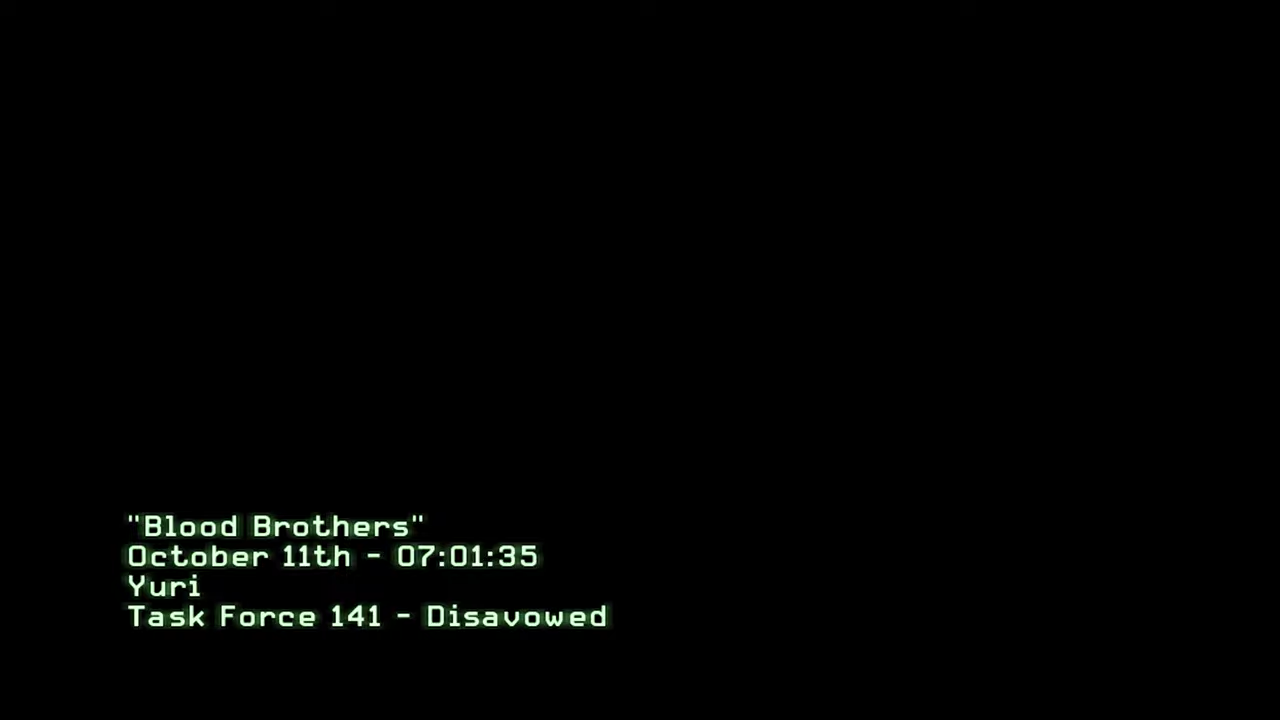 "Blood Brothers"
October 11th - 07:01:35
Yuri
Task Force 141 - Disavowed